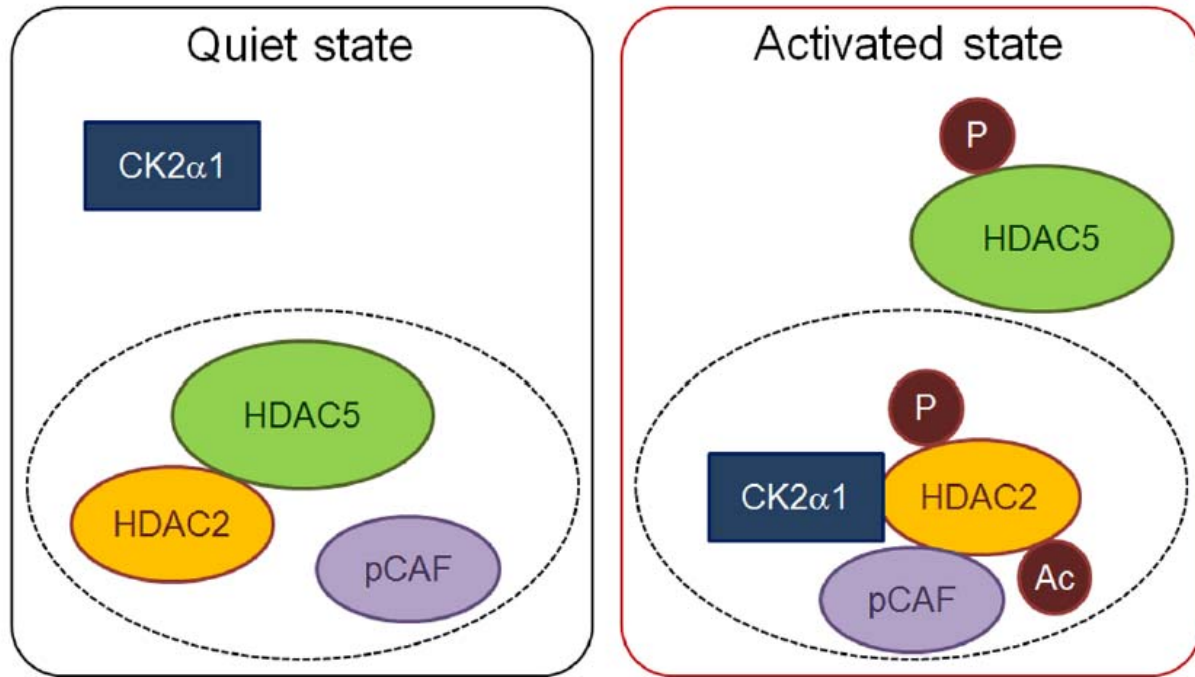 Quiet state
CK2α1
HDAC5
HDAC2
pCAF
Activated state
P
HDAC5
P
CK2α1
HDAC2
pCAF
Ac